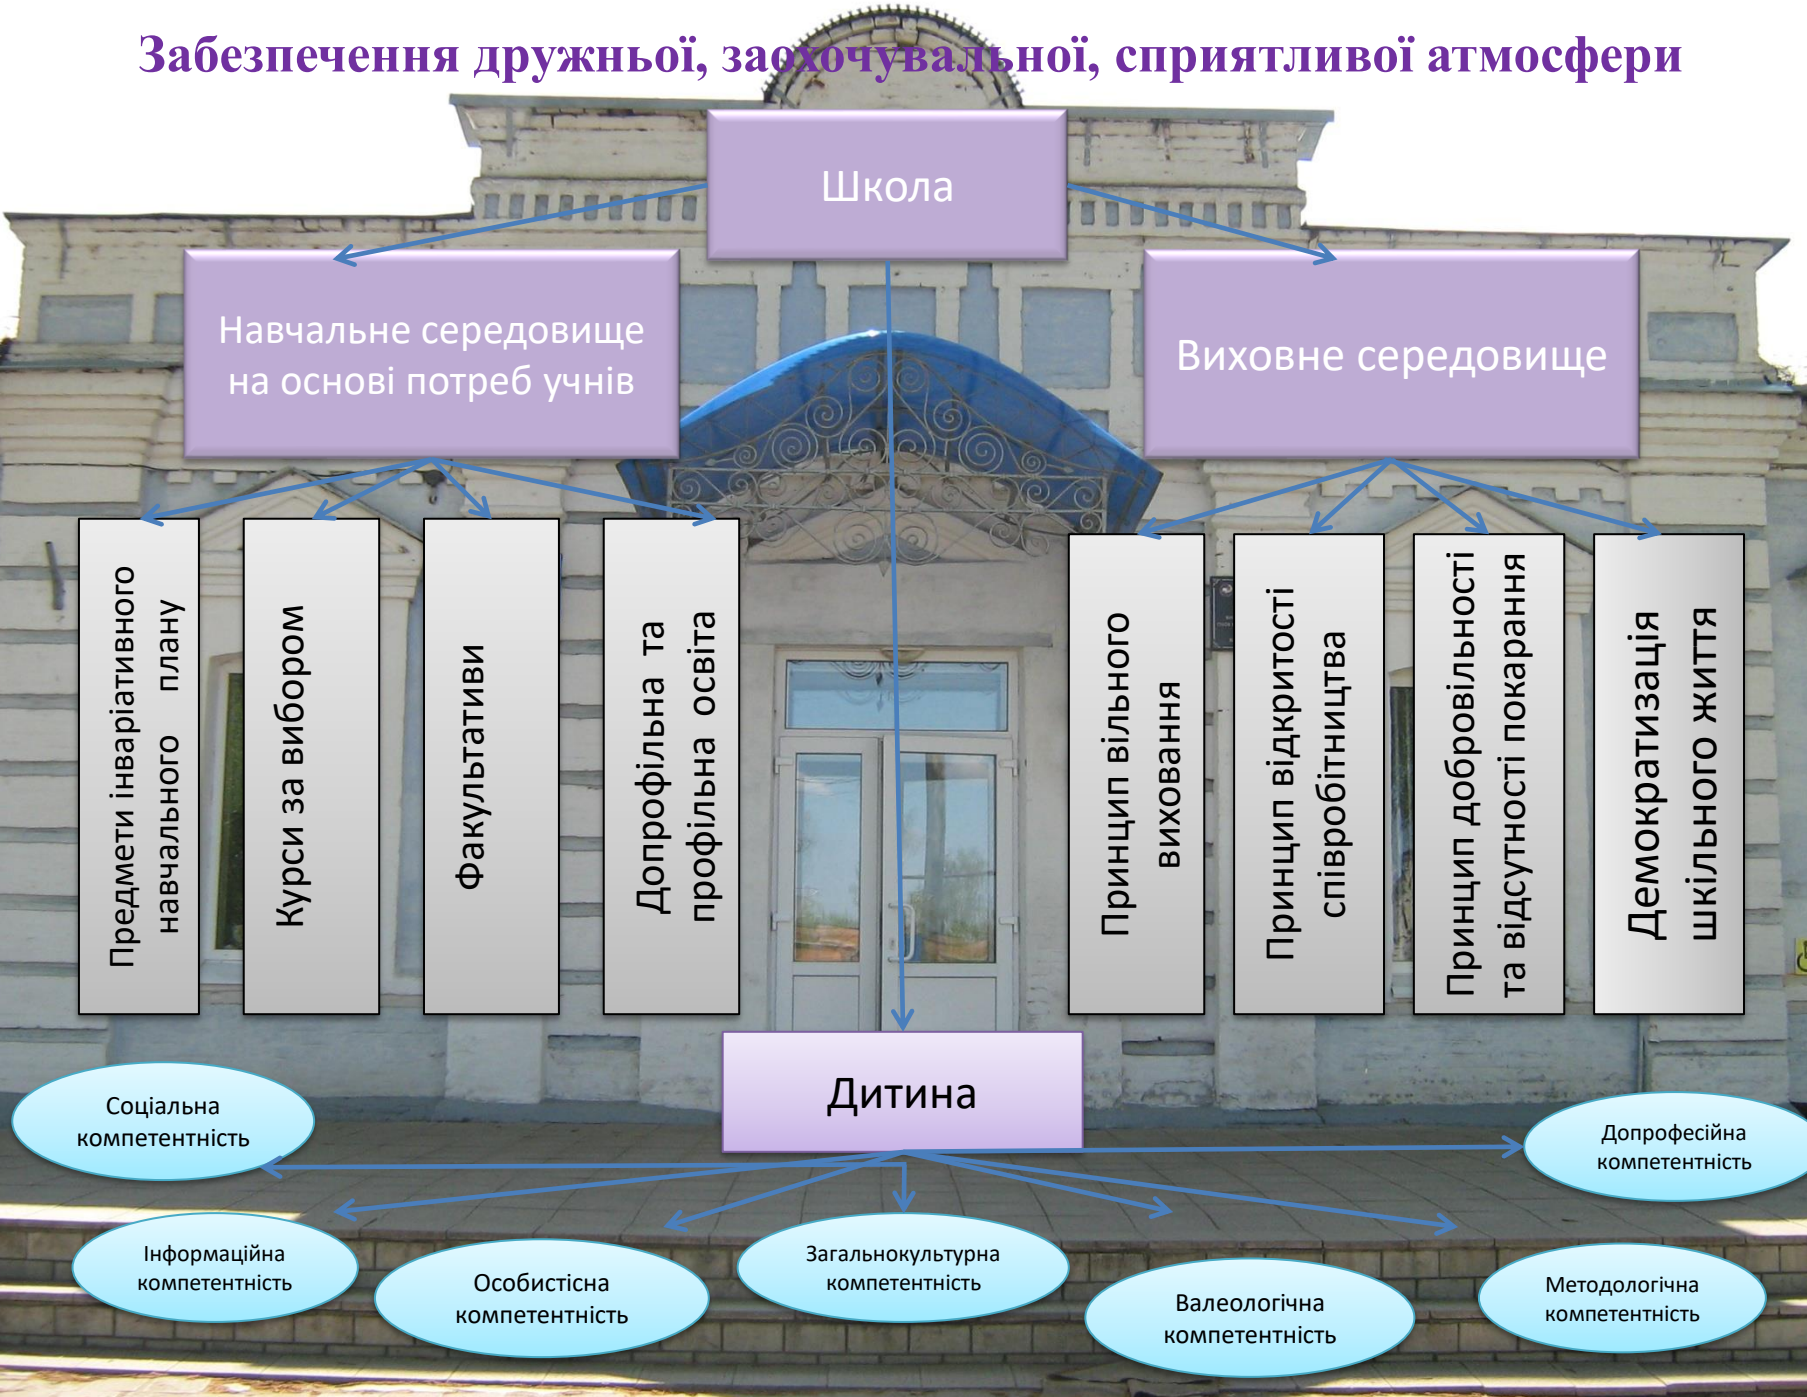 Забезпечення дружньої, заохочувальної, сприятливої атмосфери
Школа
Навчальне середовище
на основі потреб учнів
Виховне середовище
Предмети інваріативного
навчального плану
Курси за вибором
Факультативи
Допрофільна та
профільна освіта
Принцип вільного
виховання
Принцип відкритості
співробітництва
Принцип добровільності
та відсутності покарання
Демократизація
шкільного життя
Дитина
Соціальна
компетентність
Допрофесійна
компетентність
Інформаційна
компетентність
Особистісна
компетентність
Загальнокультурна
компетентність
Валеологічна
компетентність
Методологічна
компетентність